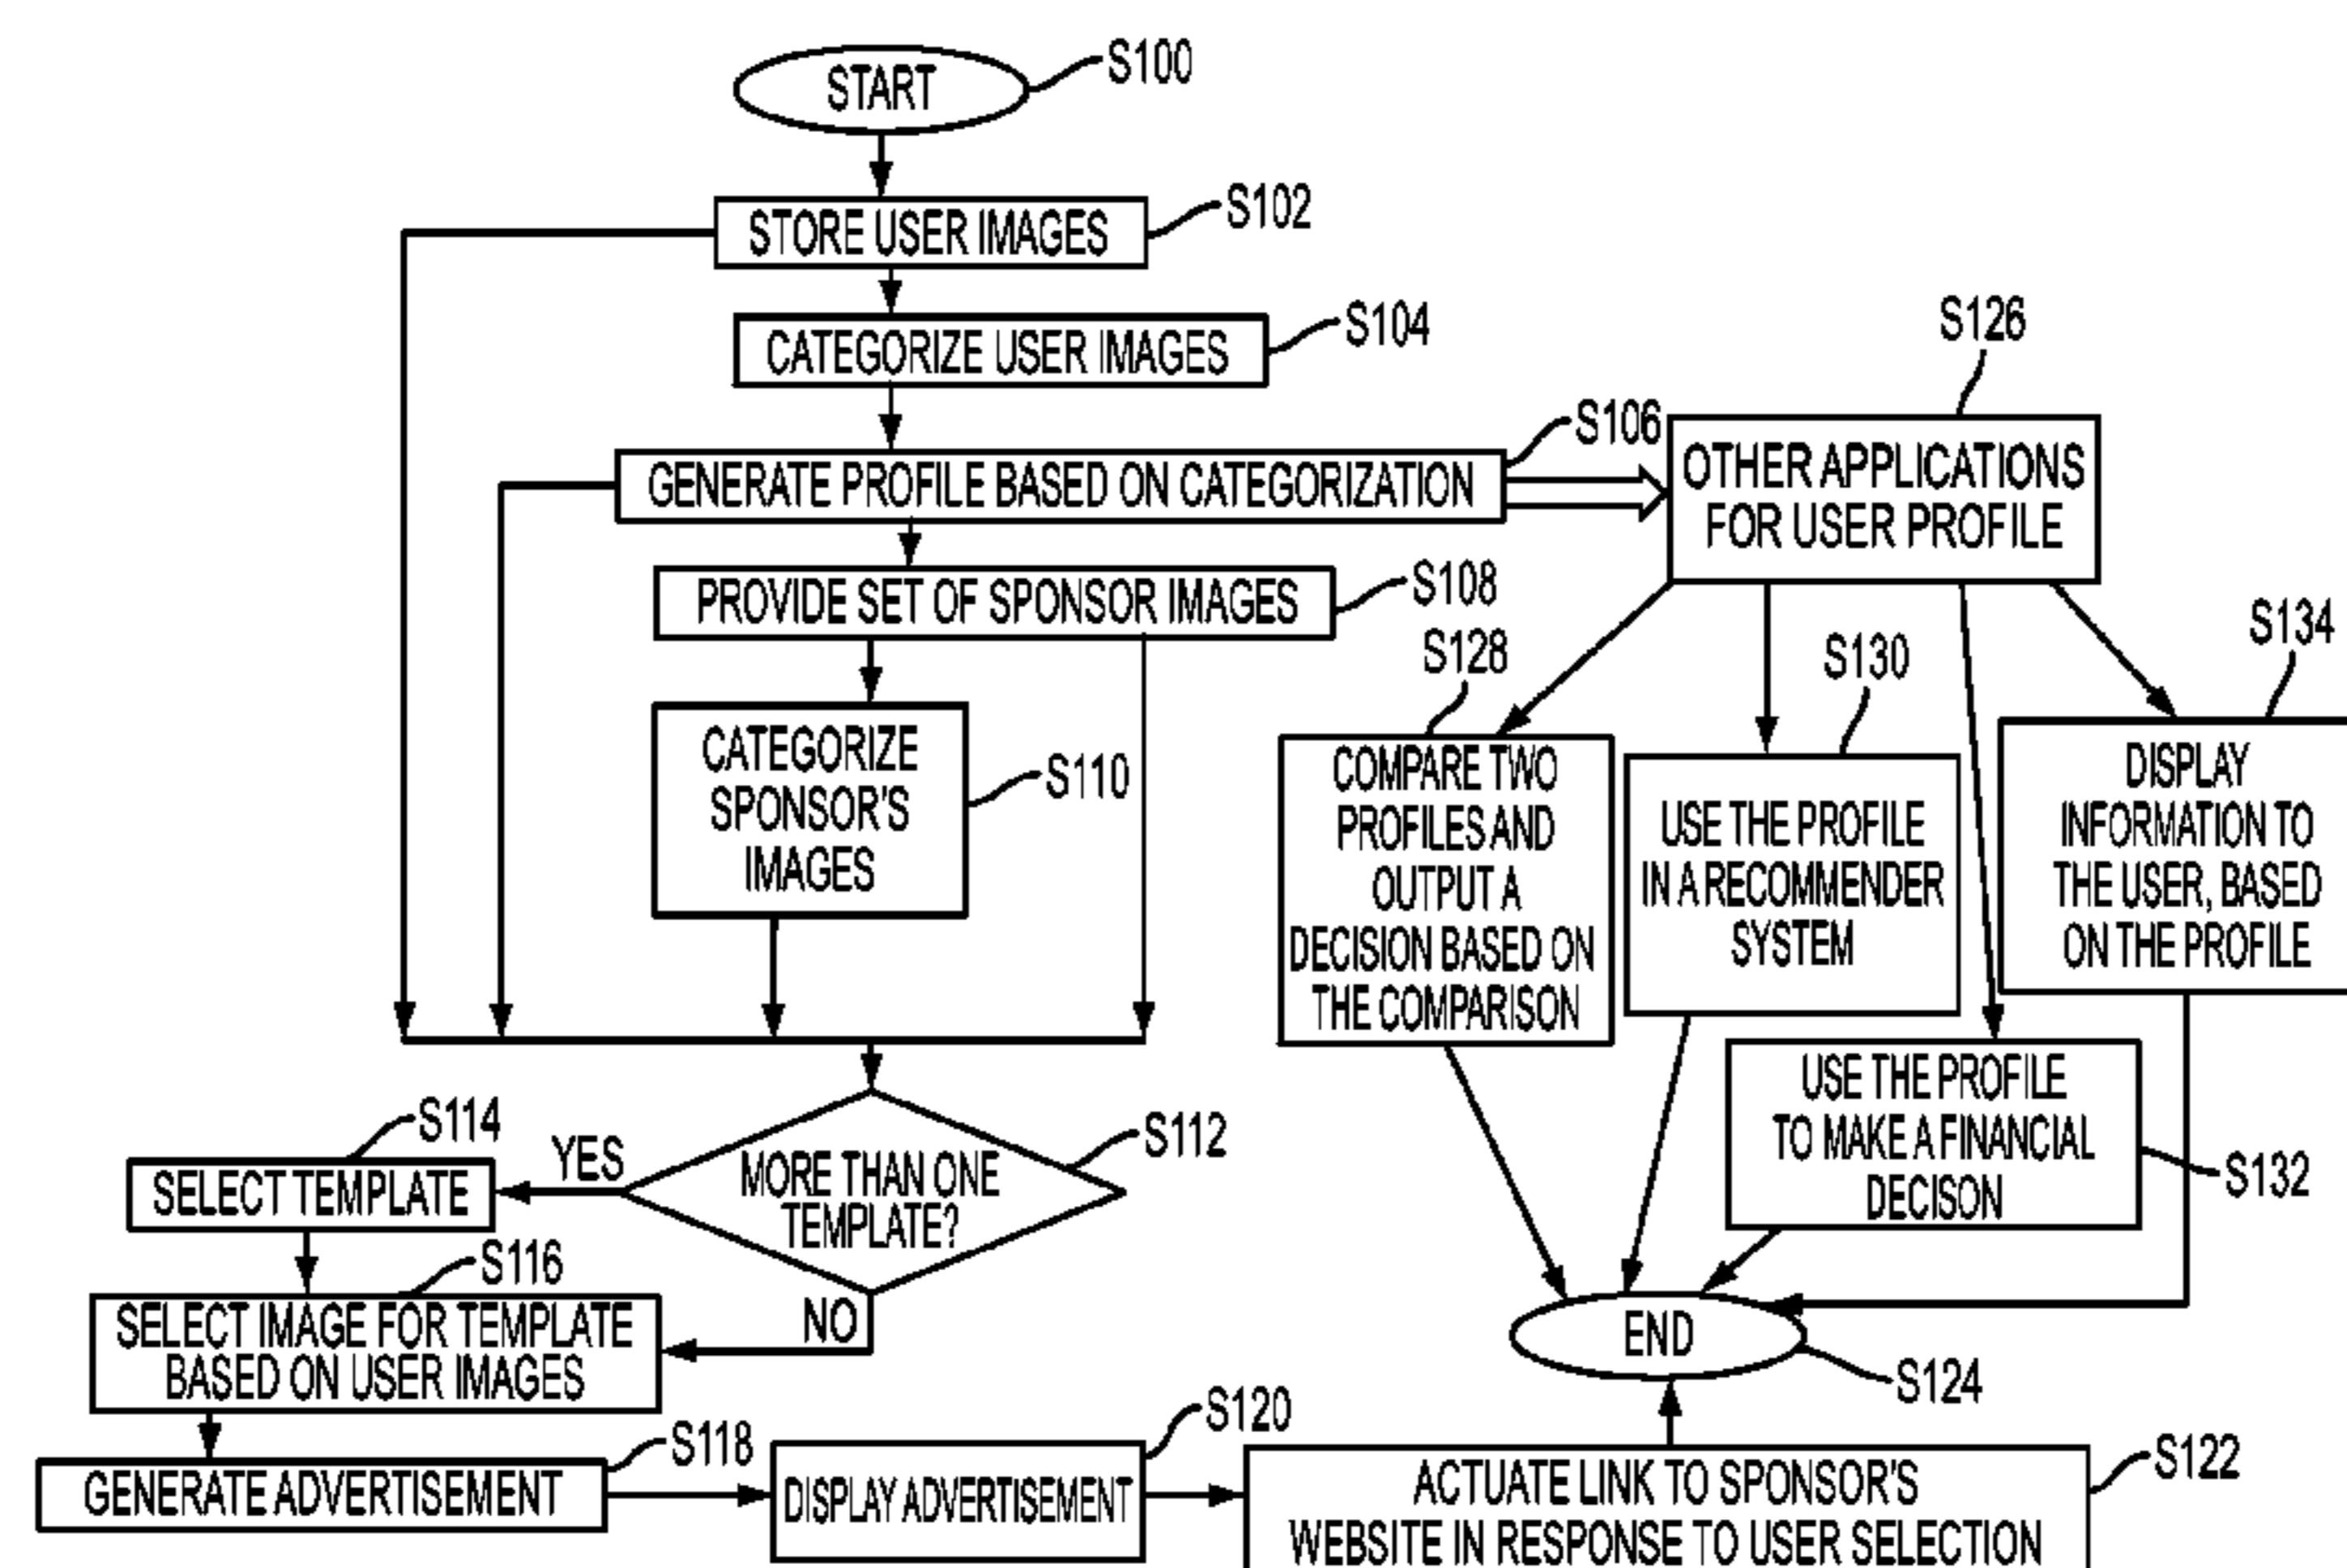 START
S100
STORE USER IMAGES
S102
CATEGORIZE USER IMAGES
S104
GENERATE PROFILE BASED ON CATEGORIZATION
S106
PROVIDE SET OF SPONSOR IMAGES
S108
CATEGORIZE
SPONSOR'S
IMAGES
S110
MORE THAN ONE
TEMPLATE?
S112
YES
NO
SELECT TEMPLATE
S114
SELECT IMAGE FOR TEMPLATE
BASED ON USER IMAGES
S116
GENERATE ADVERTISEMENT
S118
DISPLAY ADVERTISEMENT
S120
ACTUATE LINK TO SPONSOR'S
WEBSITE IN RESPONSE TO USER SELECTION
S122
END
S124
OTHER APPLICATIONS
FOR USER PROFILE
S126
COMPARE TWO
PROFILES AND
OUTPUT A
DECISION BASED ON
THE COMPARISON
S128
USE THE PROFILE
IN A RECOMMENDER
SYSTEM
S130
USE THE PROFILE
TO MAKE A FINANCIAL
DECISON
S132
DISPLAY
INFORMATION TO
THE USER, BASED
ON THE PROFILE
S134